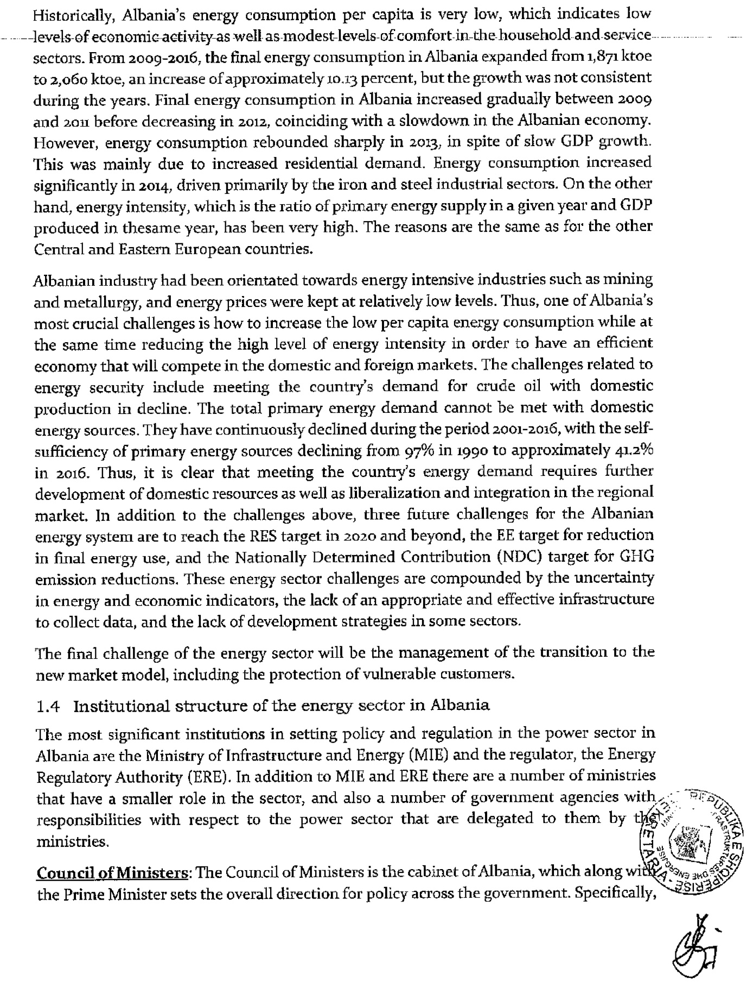 Historically, Albania's energy consumption per capita is very low, which indicates low
levels of economic activity as well as modest levels of comfort in the household and service
sectors. From 2009-2016, the final energy consumption in Albania expanded from 1,871 ktoe
to 2,060 ktoe, an increase of approximately 10.13 percent, but the growth was not consistent
during the years. Final energy consumption in Albania increased gradually between 2009
and 2011 before decreasing in 2012, coinciding with a slowdown in the Albanian economy.
However, energy consumption rebounded sharply in 2013, in spite of slow GDP growth.
This was mainly due to increased residential demand. Energy consumption increased
significantly in 2014, driven primarily by the iron and steel industrial sectors. On the other
hand, energy intensity, which is the ratio of primary energy supply in a given year and GDP
produced in thesame year, has been very high. The reasons are the same as for the other
Central and Eastern European countries.
Albanian industry had been orientated towards energy intensive industries such as mining
and metallurgy, and energy prices were kept at relatively low levels. Thus, one of Albania's
most crucial challenges is how to increase the low per capita energy consumption while at
the same time reducing the high level of energy intensity in order to have an efficient
economy that will compete in the domestic and foreign markets. The challenges related to
energy security include meeting the country's demand for crude oil with domestic
production in decline. The total primary energy demand cannot be met with domestic
energy sources. They have continuously declined during the period 2001-2016, with the self-
sufficiency of primary energy sources declining from 97% in 1990 to approximately 41.2%
in 2016. Thus, it is clear that meeting the country's energy demand requires further
development of domestic resources as well as liberalization and integration in the regional
market. In addition to the challenges above, three future challenges for the Albanian
energy system are to reach the RES target in 2020 and beyond, the EE target for reduction
in final energy use, and the Nationally Determined Contribution (NDC) target for GHG
emission reductions. These energy sector challenges are compounded by the uncertainty
in energy and economic indicators, the lack of an appropriate and effective infrastructure
to collect data, and the lack of development strategies in some sectors.
The final challenge of the energy sector will be the management of the transition to the
new market model, including the protection of vulnerable customers.
1.4 Institutional structure of the energy sector in Albania
The most significant institutions in setting policy and regulation in the power sector in
Albania are the Ministry of Infrastructure and Energy (MIE) and the regulator, the Energy
Regulatory Authority (ERE). In addition to MIE and ERE there are a number of ministries
that have a smaller role in the sector, and also a number of government agencies with
responsibilities with respect to the power sector that are delegated to them by the
ministries.
Council of Ministers: The Council of Ministers is the cabinet of Albania, which along with
the Prime Minister sets the overall direction for policy across the government. Specifically,
REPUBLIKA E SHQIPERISE
DHE ENERGJISE